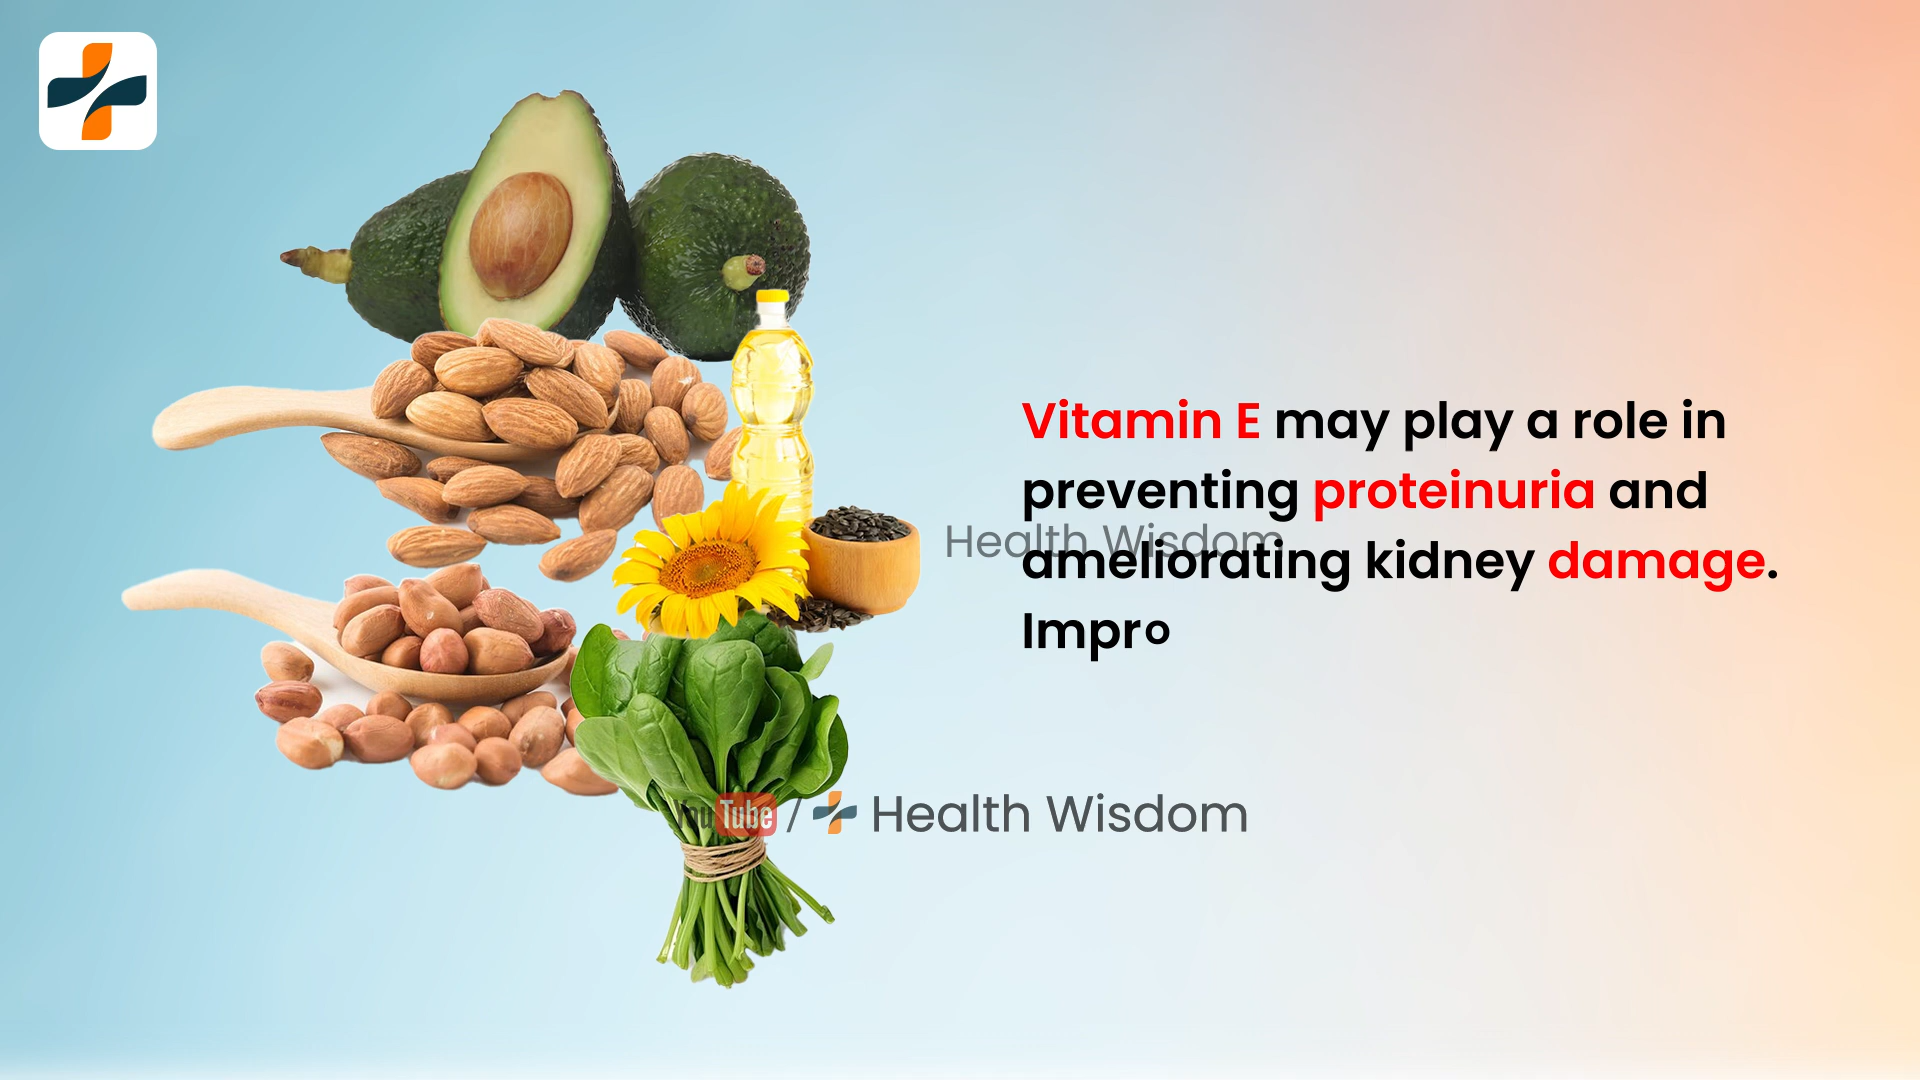 Vitamin E may play a role in
preventing proteinuria and
Health Wisdom
ameliorating kidney damage.
Impro
YouTube / Health Wisdom